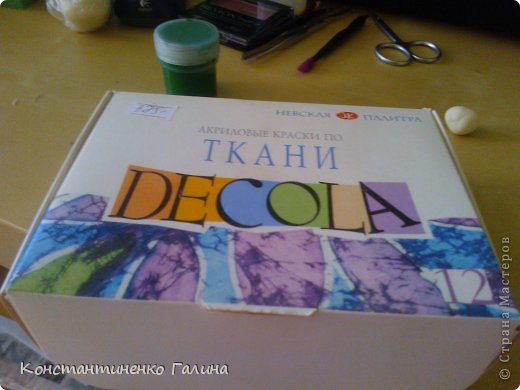 НЕВСКАЯ ПАЛИТРА
АКРИЛОВЫЕ КРАСКИ ПО
ТКАНИ
DECOLA
12
Константиненко Галина
© Страна Мастеров